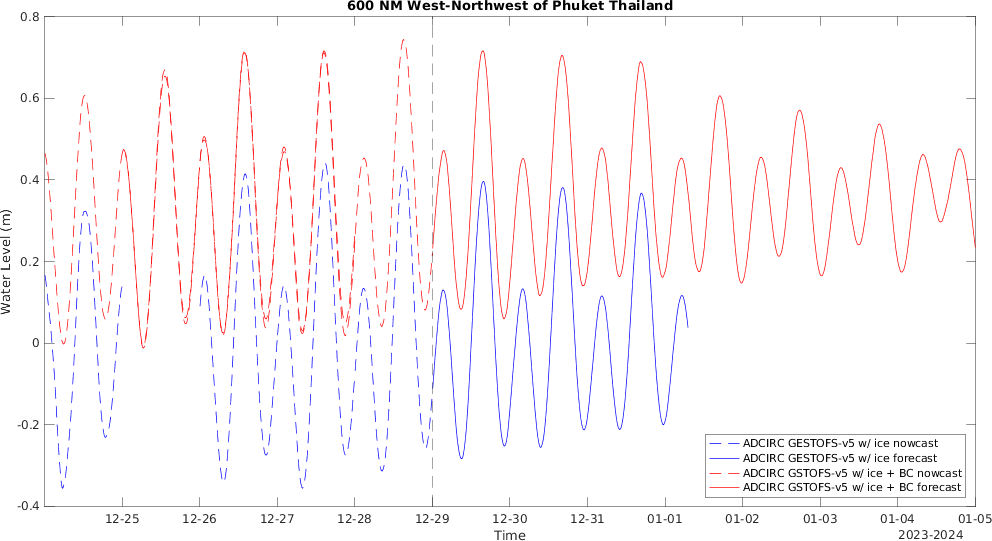 600 NM West-Northwest of Phuket Thailand
Water Level (m)
0.8
0.6
0.4
0.2
0
-0.2
-0.4
12-25
12-26
12-27
12-28
12-29
12-30
12-31
01-01
01-02
01-03
01-04
01-05
Time
2023-2024
ADCIRC GESTOFS-v5 w/ ice nowcast
ADCIRC GESTOFS-v5 w/ ice forecast
ADCIRC GSTOFS-v5 w/ ice + BC nowcast
ADCIRC GSTOFS-v5 w/ ice + BC forecast